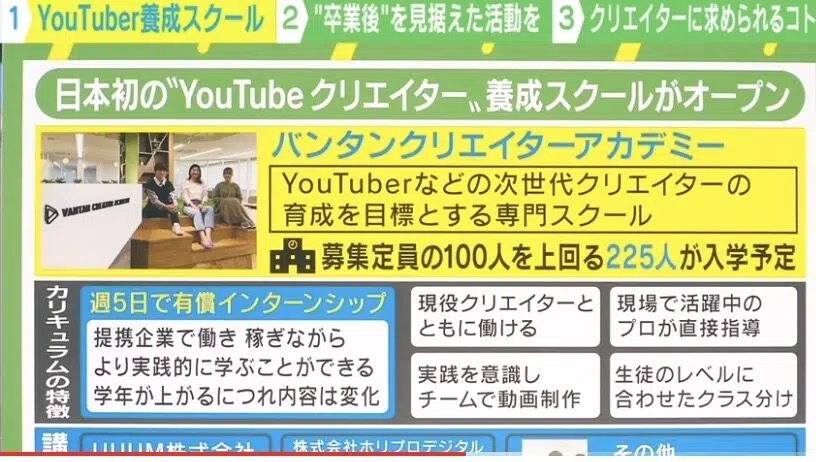 1 YouTuber養成スクール 2 "卒業後"を見据えた活動を 3 クリエイターに求められるコト
日本初の〝YouTubeクリエイター〟養成スクールがオープン
VANTAN CREATOR ACADEMY
バンタンクリエイターアカデミー
YouTuberなどの次世代クリエイターの
育成を目標とする専門スクール
募集定員の100人を上回る225人が入学予定
カリキュラムの特徴
週5日で有償インターンシップ
提携企業で働き 稼ぎながら
より実践的に学ぶことができる
学年が上がるにつれ内容は変化
現役クリエイターと
ともに働ける
現場で活躍中の
プロが直接指導
実践を意識し
チームで動画制作
生徒のレベルに
合わせたクラス分け
講
UUUM株式会社
株式会社ホリプロデジタル
その他